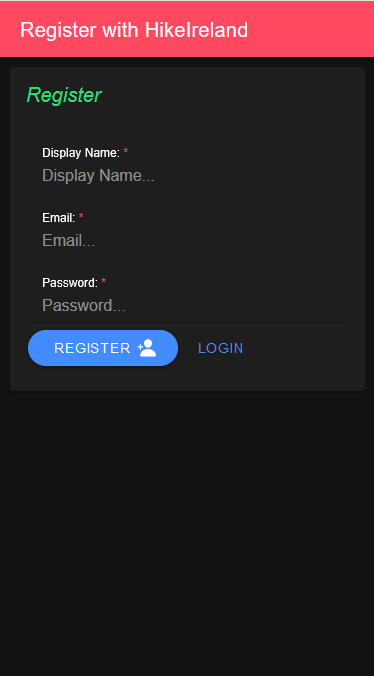 Register with HikeIreland
Register
Display Name: *
Display Name...
Email: *
Email...
Password: *
Password...
REGISTER LOGIN